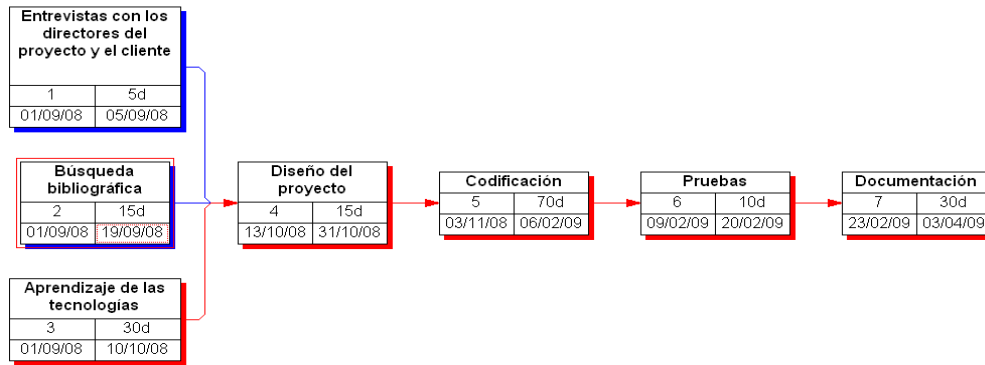 Entrevistas con los
directores del
proyecto y el cliente
1 5d
01/09/08 05/09/08
Búsqueda
bibliográfica
2 15d
01/09/08 19/09/08
Aprendizaje de las
tecnologías
3 30d
01/09/08 10/10/08
Diseño del
proyecto
4 15d
13/10/08 31/10/08
Codificación
5 70d
03/11/08 06/02/09
Pruebas
6 10d
09/02/09 20/02/09
Documentación
7 30d
23/02/09 03/04/09